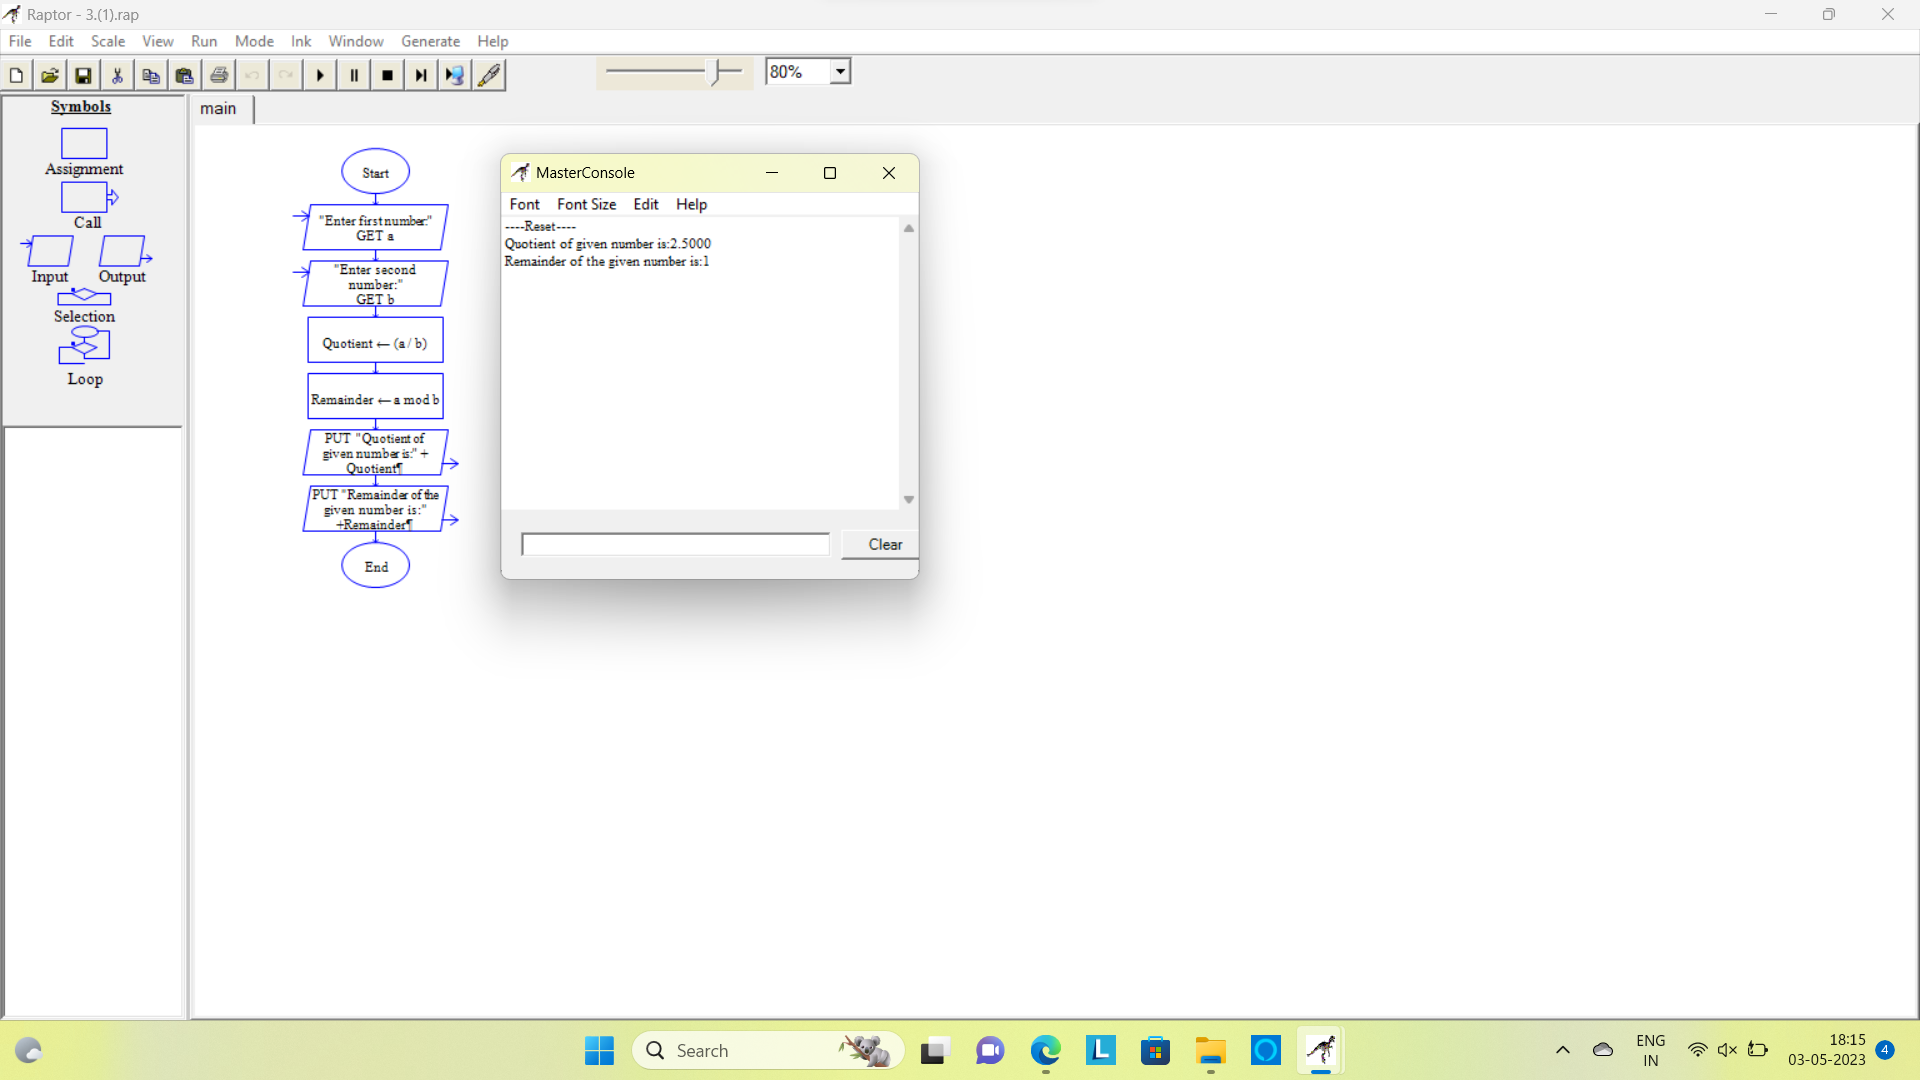 Raptor - 3.(1).rap
File Edit Scale View Run Mode Ink Window Generate Help
80%
Symbols
Assignment
Call
Input Output
Selection
Loop
main
Start
"Enter first number:"
GET a
"Enter second
number:"
GET b
Quotient ← (a / b)
Remainder ← a mod b
PUT "Quotient of
given number is:" +
Quotient¶
PUT "Remainder of the
given number is:"
+Remainder¶
End
MasterConsole
Font Font Size Edit Help
----Reset----
Quotient of given number is:2.5000
Remainder of the given number is:1
Clear
Search
L
ENG
IN
18:15
03-05-2023
4